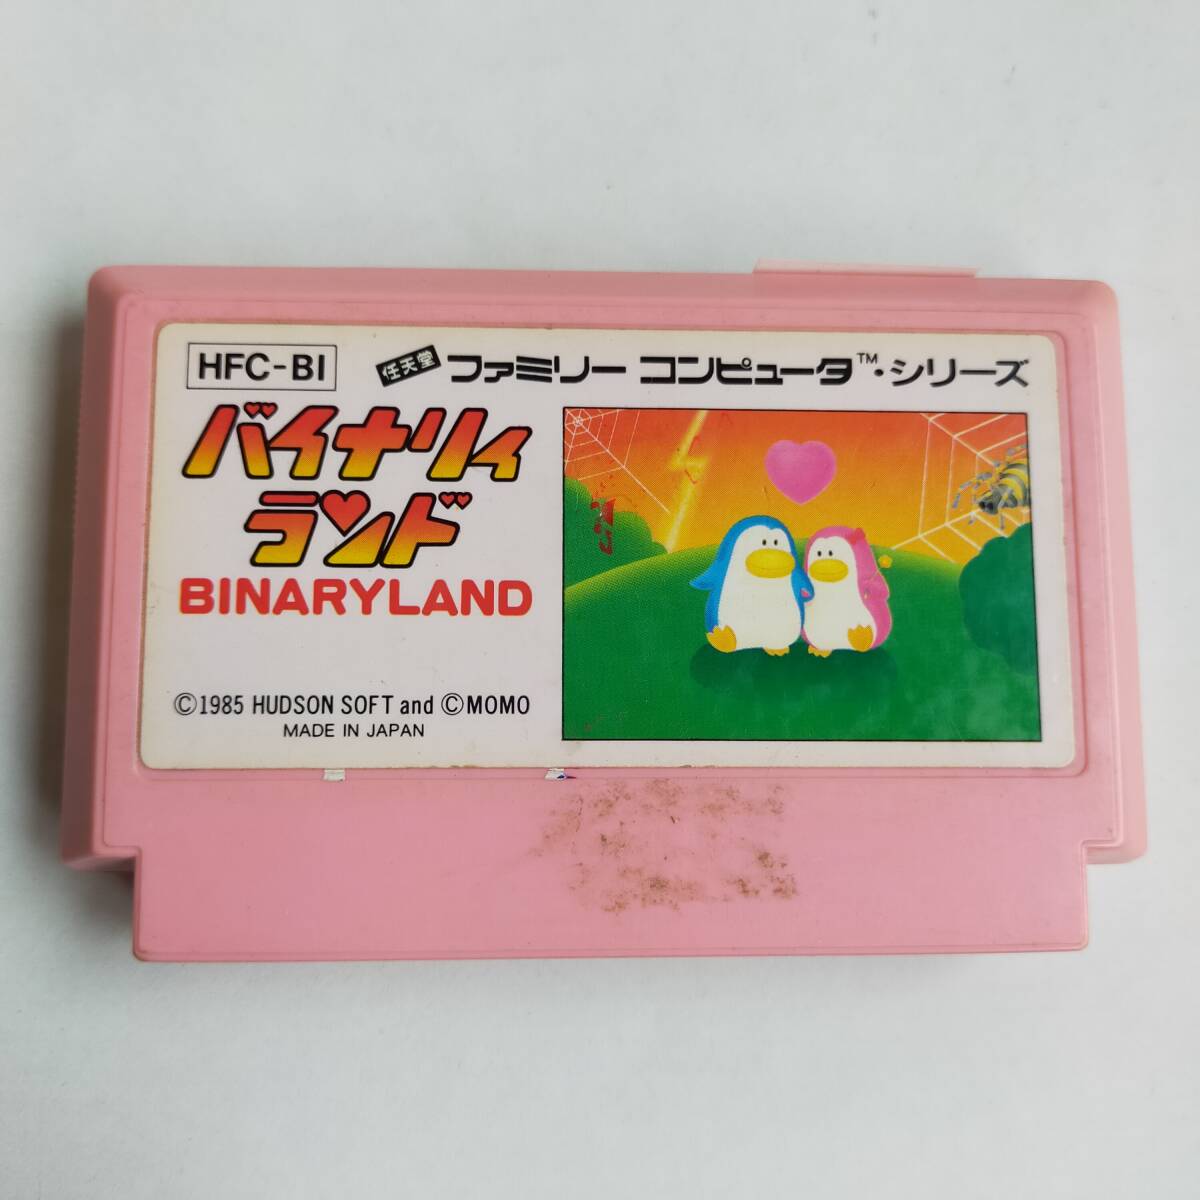 HFC-BI
任天堂 ファミリー コンピュータ™・シリーズ
バイナリィ
ランド
BINARYLAND
©1985 HUDSON SOFT and ©MOMO
MADE IN JAPAN